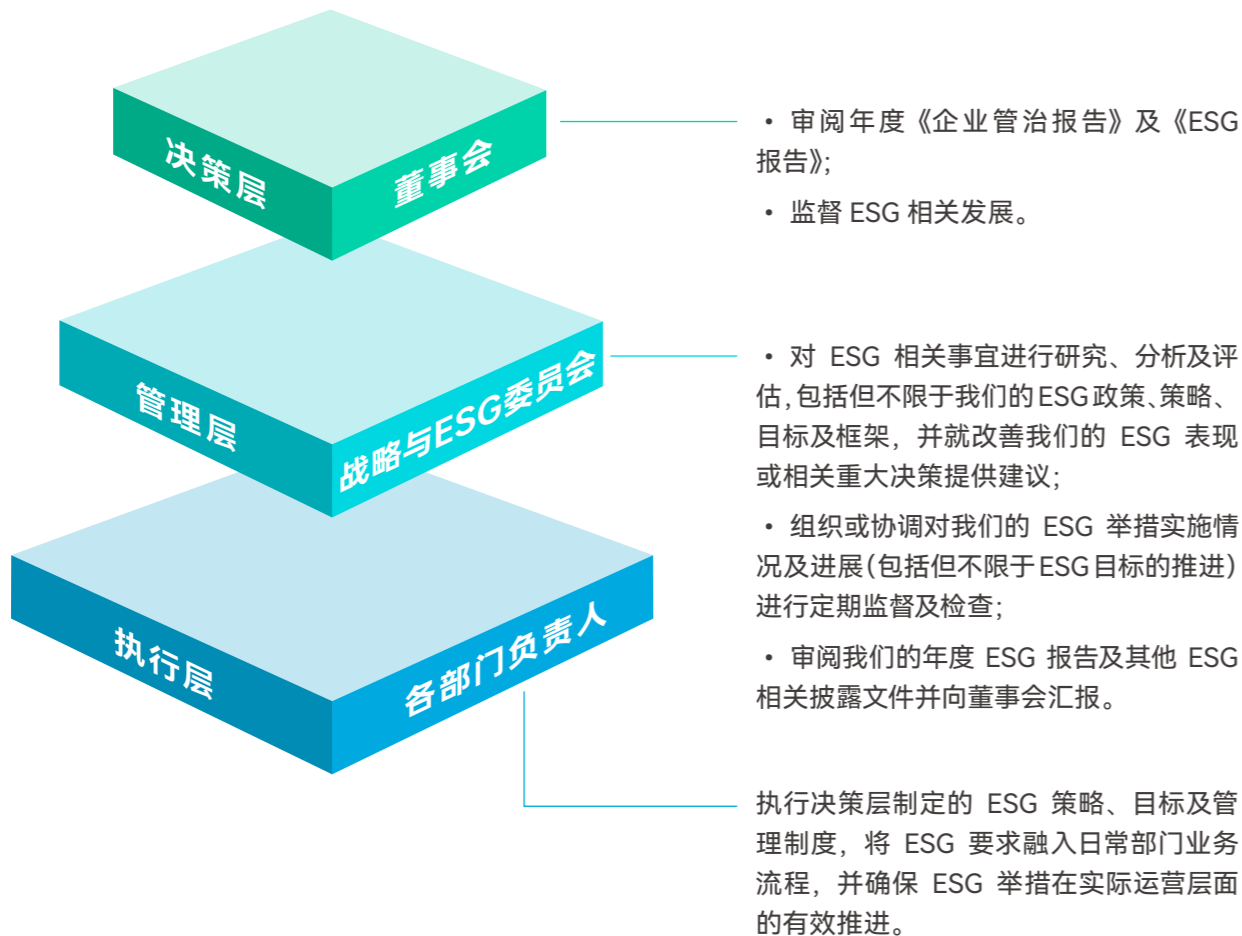 决策层
董事会
• 审阅年度《企业管治报告》及《ESG
报告》;
• 监督 ESG 相关发展。
管理层
战略与ESG委员会
• 对 ESG 相关事宜进行研究、分析及评
估,包括但不限于我们的ESG政策、策略、
目标及框架，并就改善我们的 ESG 表现
或相关重大决策提供建议;
• 组织或协调对我们的 ESG 举措实施情
况及进展(包括但不限于ESG目标的推进)
进行定期监督及检查;
• 审阅我们的年度 ESG 报告及其他 ESG
相关披露文件并向董事会汇报。
执行层
各部门负责人
执行决策层制定的 ESG 策略、目标及管
理制度，将 ESG 要求融入日常部门业务
流程，并确保 ESG 举措在实际运营层面
的有效推进。